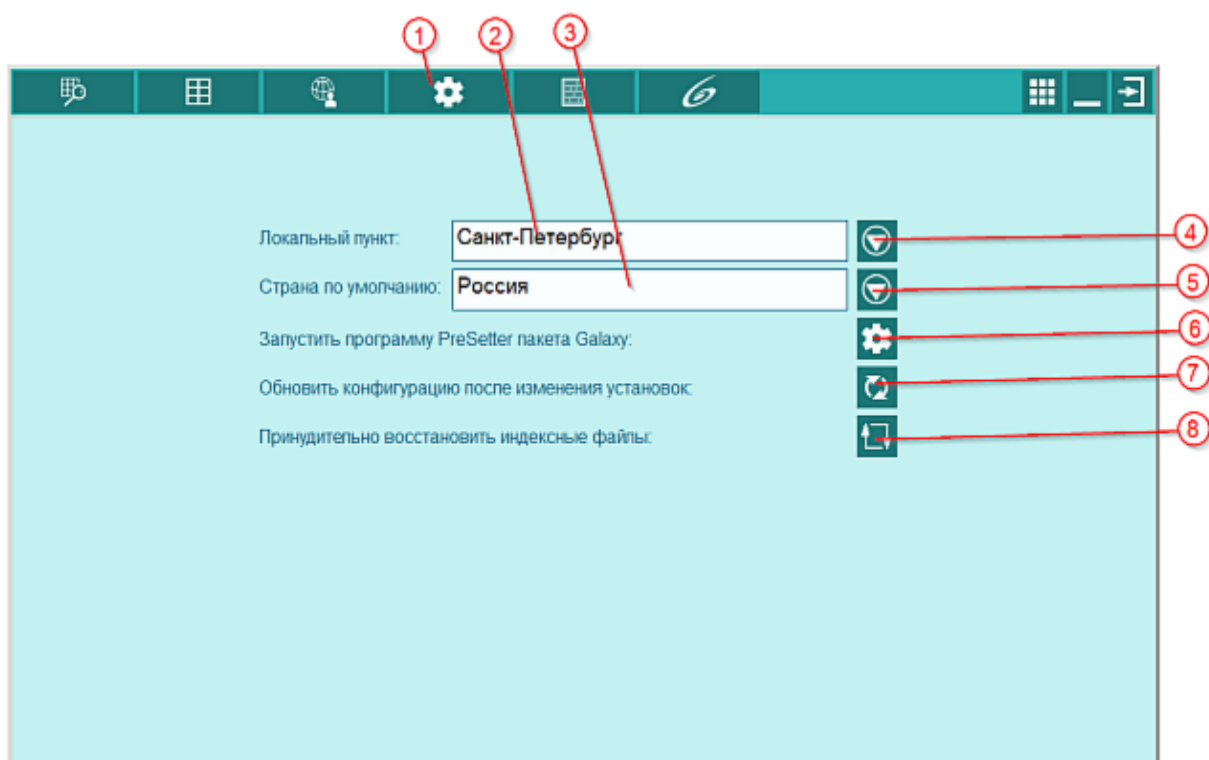 1 2 3
Локальный пункт: Санкт-Петербург 4
Страна по умолчанию: Россия 5
Запустить программу PreSetter пакета Galaxy: 6
Обновить конфигурацию после изменения установок: 7
Принудительно восстановить индексные файлы: 8